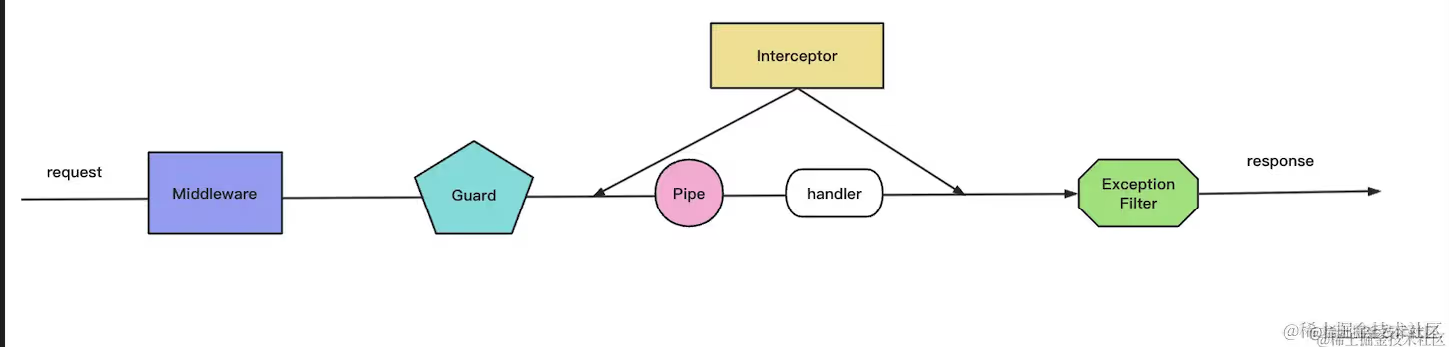 Interceptor
request
Middleware
Guard
Pipe
handler
Exception
Filter
response
@稀土掘金技术社区
@稀土掘金技术社区